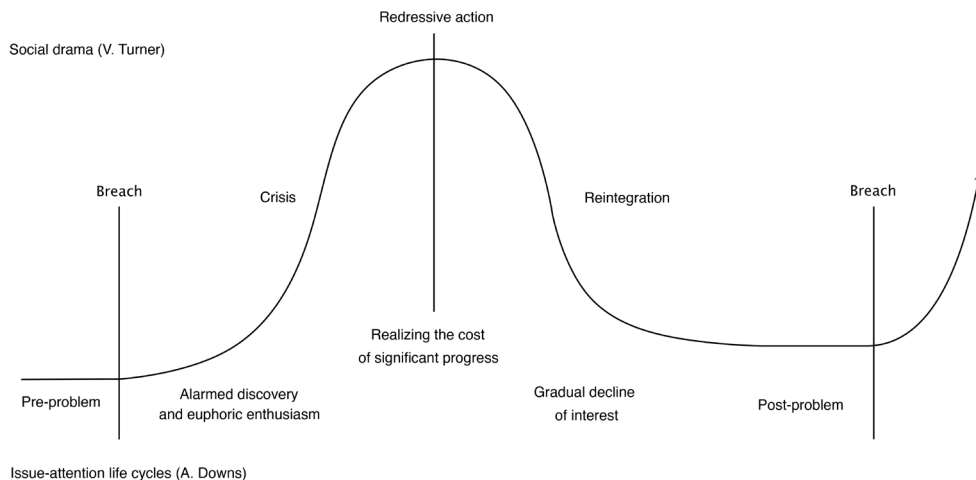 Redressive action
Social drama (V. Turner)
Breach
Crisis
Reintegration
Breach
Realizing the cost
of significant progress
Pre-problem
Alarmed discovery
and euphoric enthusiasm
Gradual decline
of interest
Post-problem
Issue-attention life cycles (A. Downs)